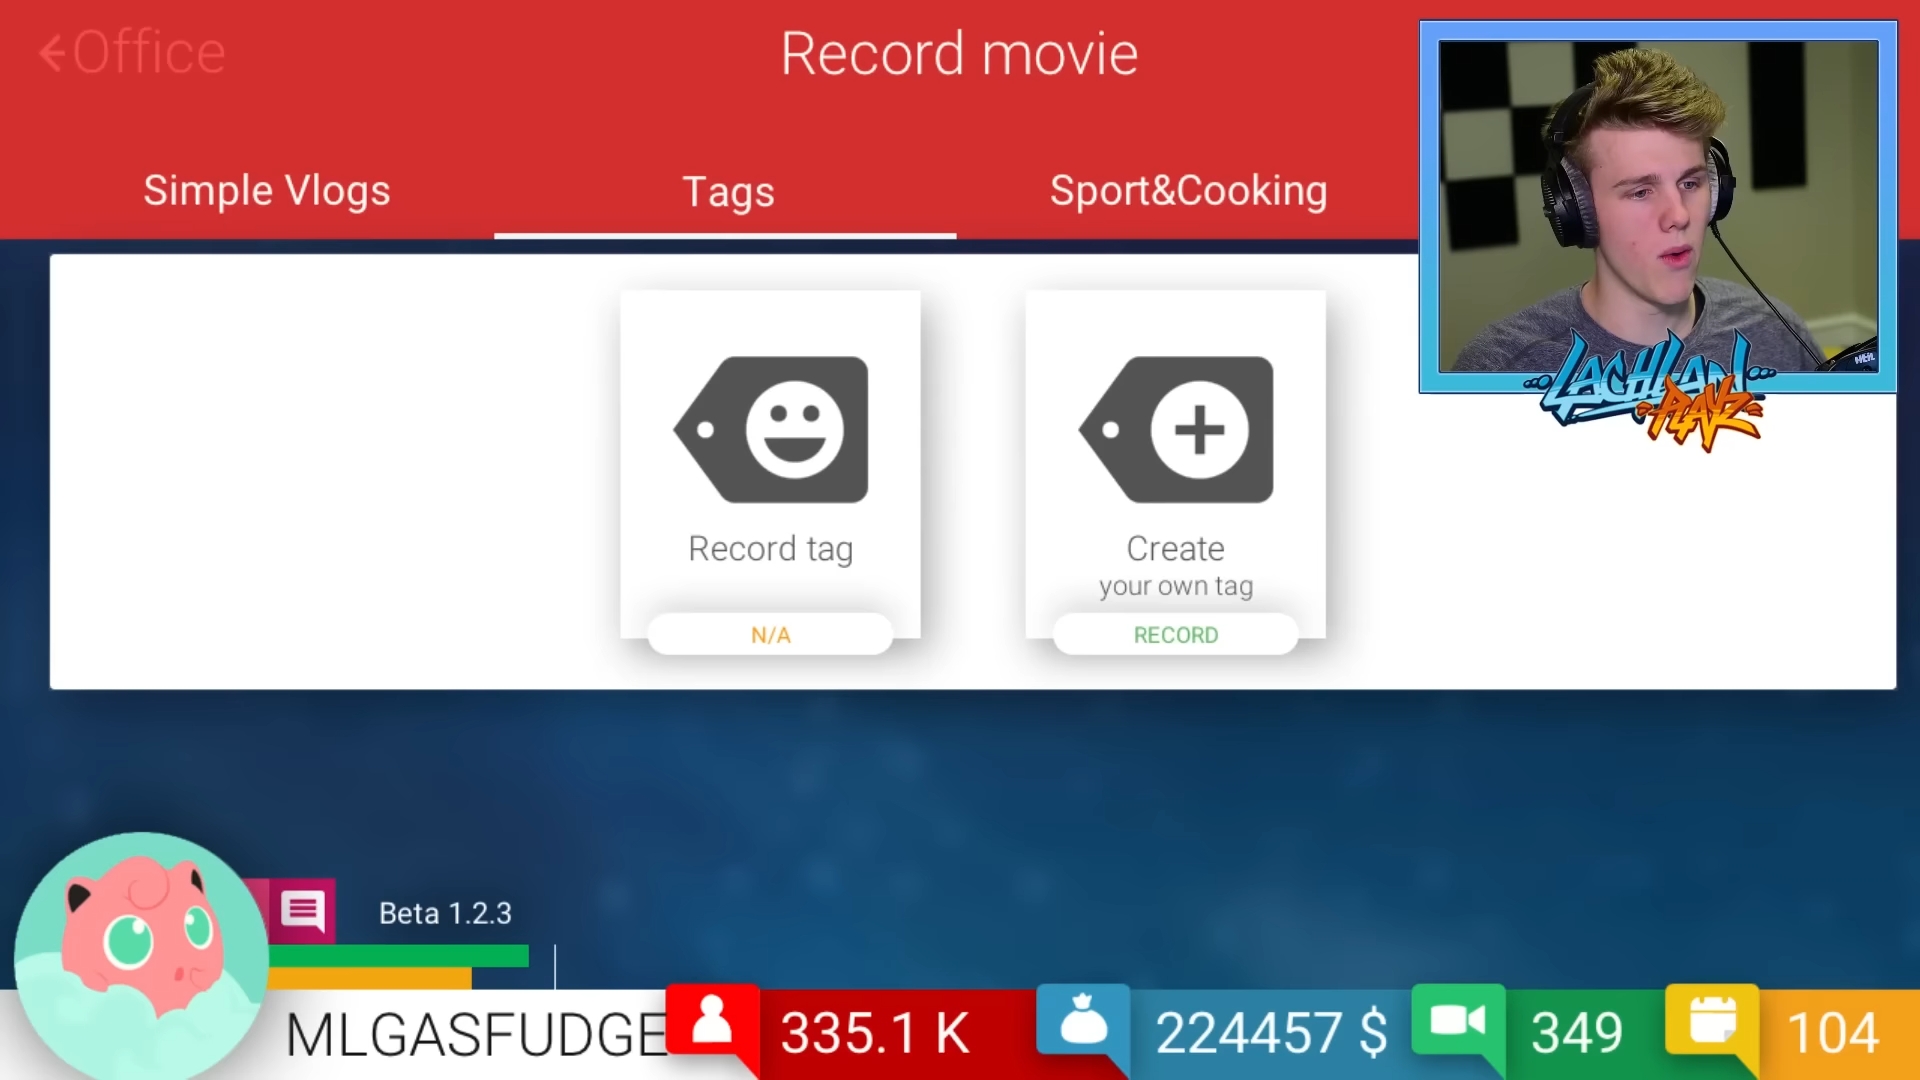 Office
Record movie
Simple Vlogs
Tags
Sport&Cooking
LACHLAN
PLAYZ
Record tag
N/A
Create
your own tag
RECORD
Beta 1.2.3
MLGASFUDGE
335.1 K
224457 $
349
104